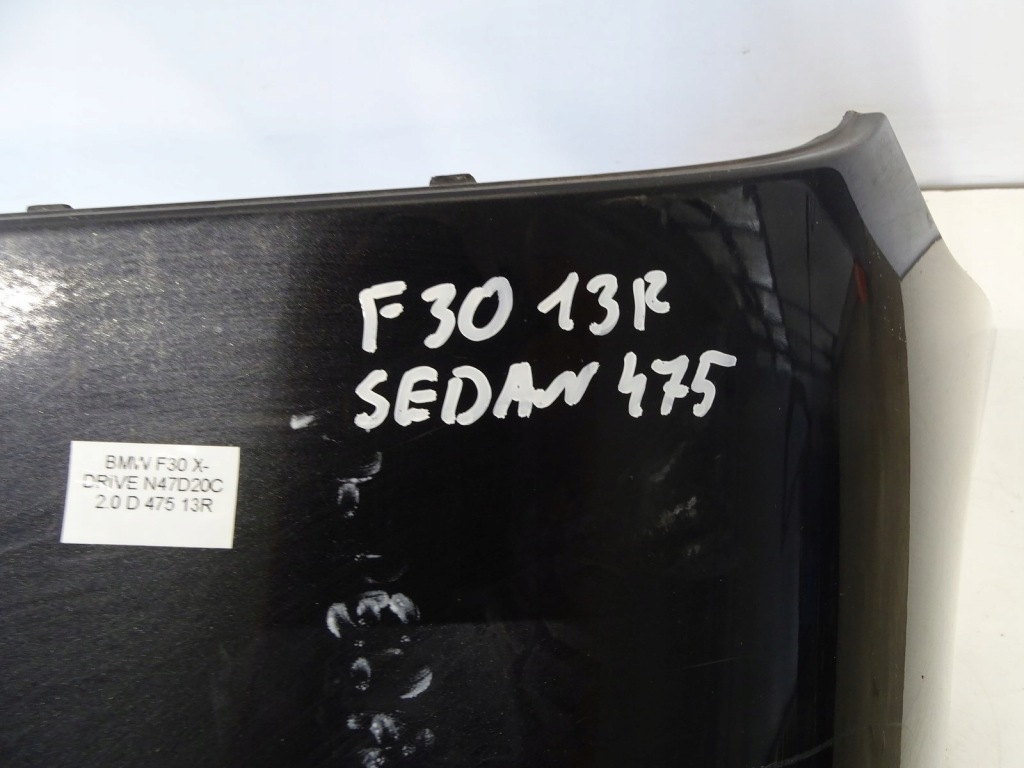 F30 13R
SEDAN 475
BMW F30 X-
DRIVE N47D20C
2.0 D 475 13R